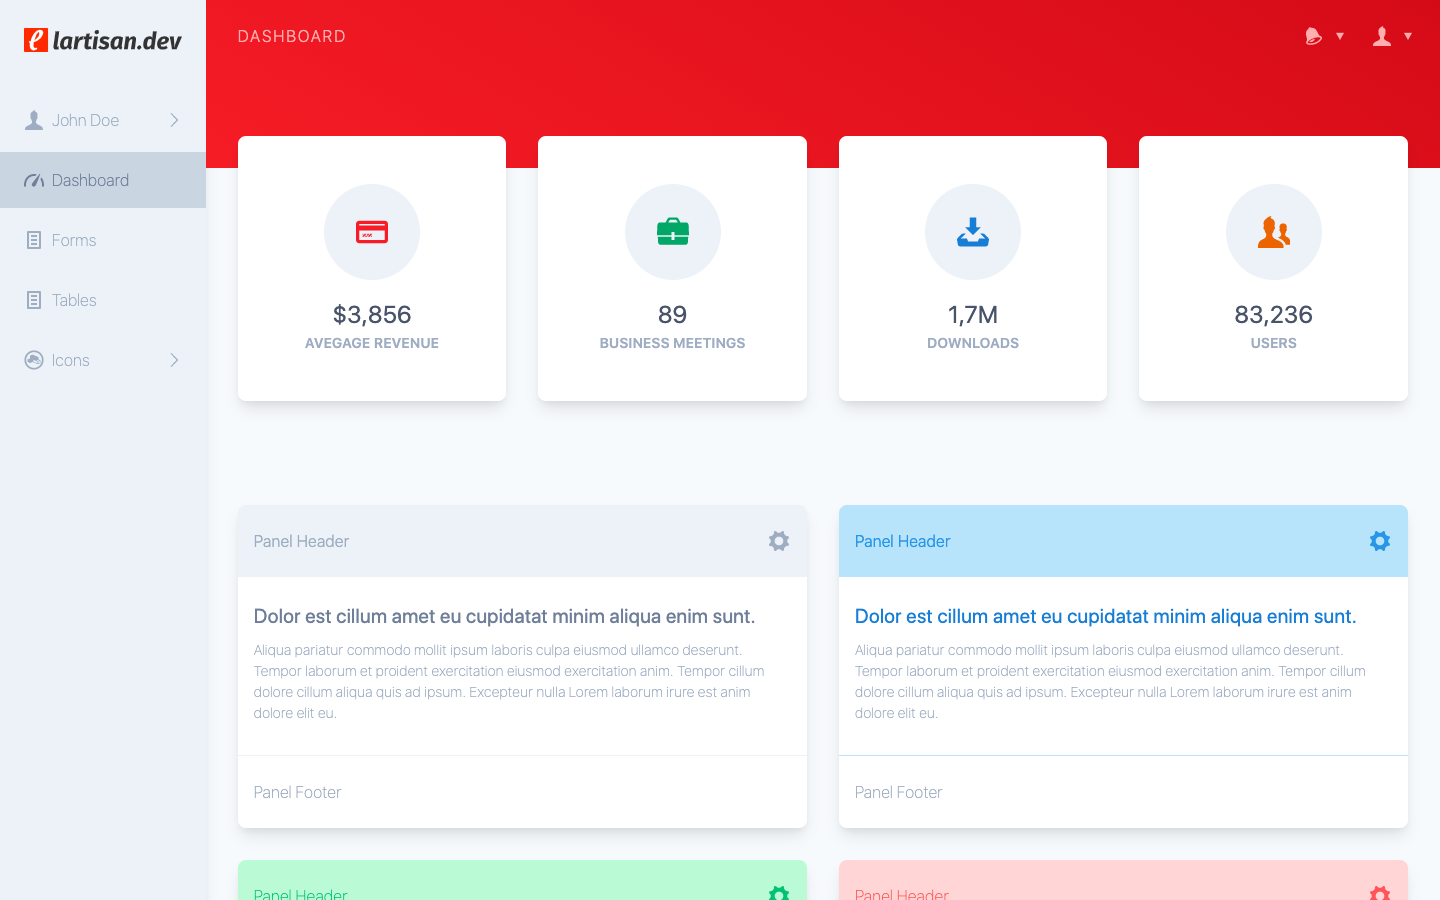 lartisan.dev
DASHBOARD
John Doe
Dashboard
Forms
Tables
Icons
$3,856
AVEGAGE REVENUE
89
BUSINESS MEETINGS
1,7M
DOWNLOADS
83,236
USERS
Panel Header
Dolor est cillum amet eu cupidatat minim aliqua enim sunt.
Aliqua pariatur commodo mollit ipsum laboris culpa eiusmod ullamco deserunt.
Tempor laborum et proident exercitation eiusmod exercitation anim. Tempor cillum
dolore cillum aliqua quis ad ipsum. Excepteur nulla Lorem laborum irure est anim
dolore elit eu.
Panel Footer
Panel Header
Dolor est cillum amet eu cupidatat minim aliqua enim sunt.
Aliqua pariatur commodo mollit ipsum laboris culpa eiusmod ullamco deserunt.
Tempor laborum et proident exercitation eiusmod exercitation anim. Tempor cillum
dolore cillum aliqua quis ad ipsum. Excepteur nulla Lorem laborum irure est anim
dolore elit eu.
Panel Footer
Panel Header
Panel Header